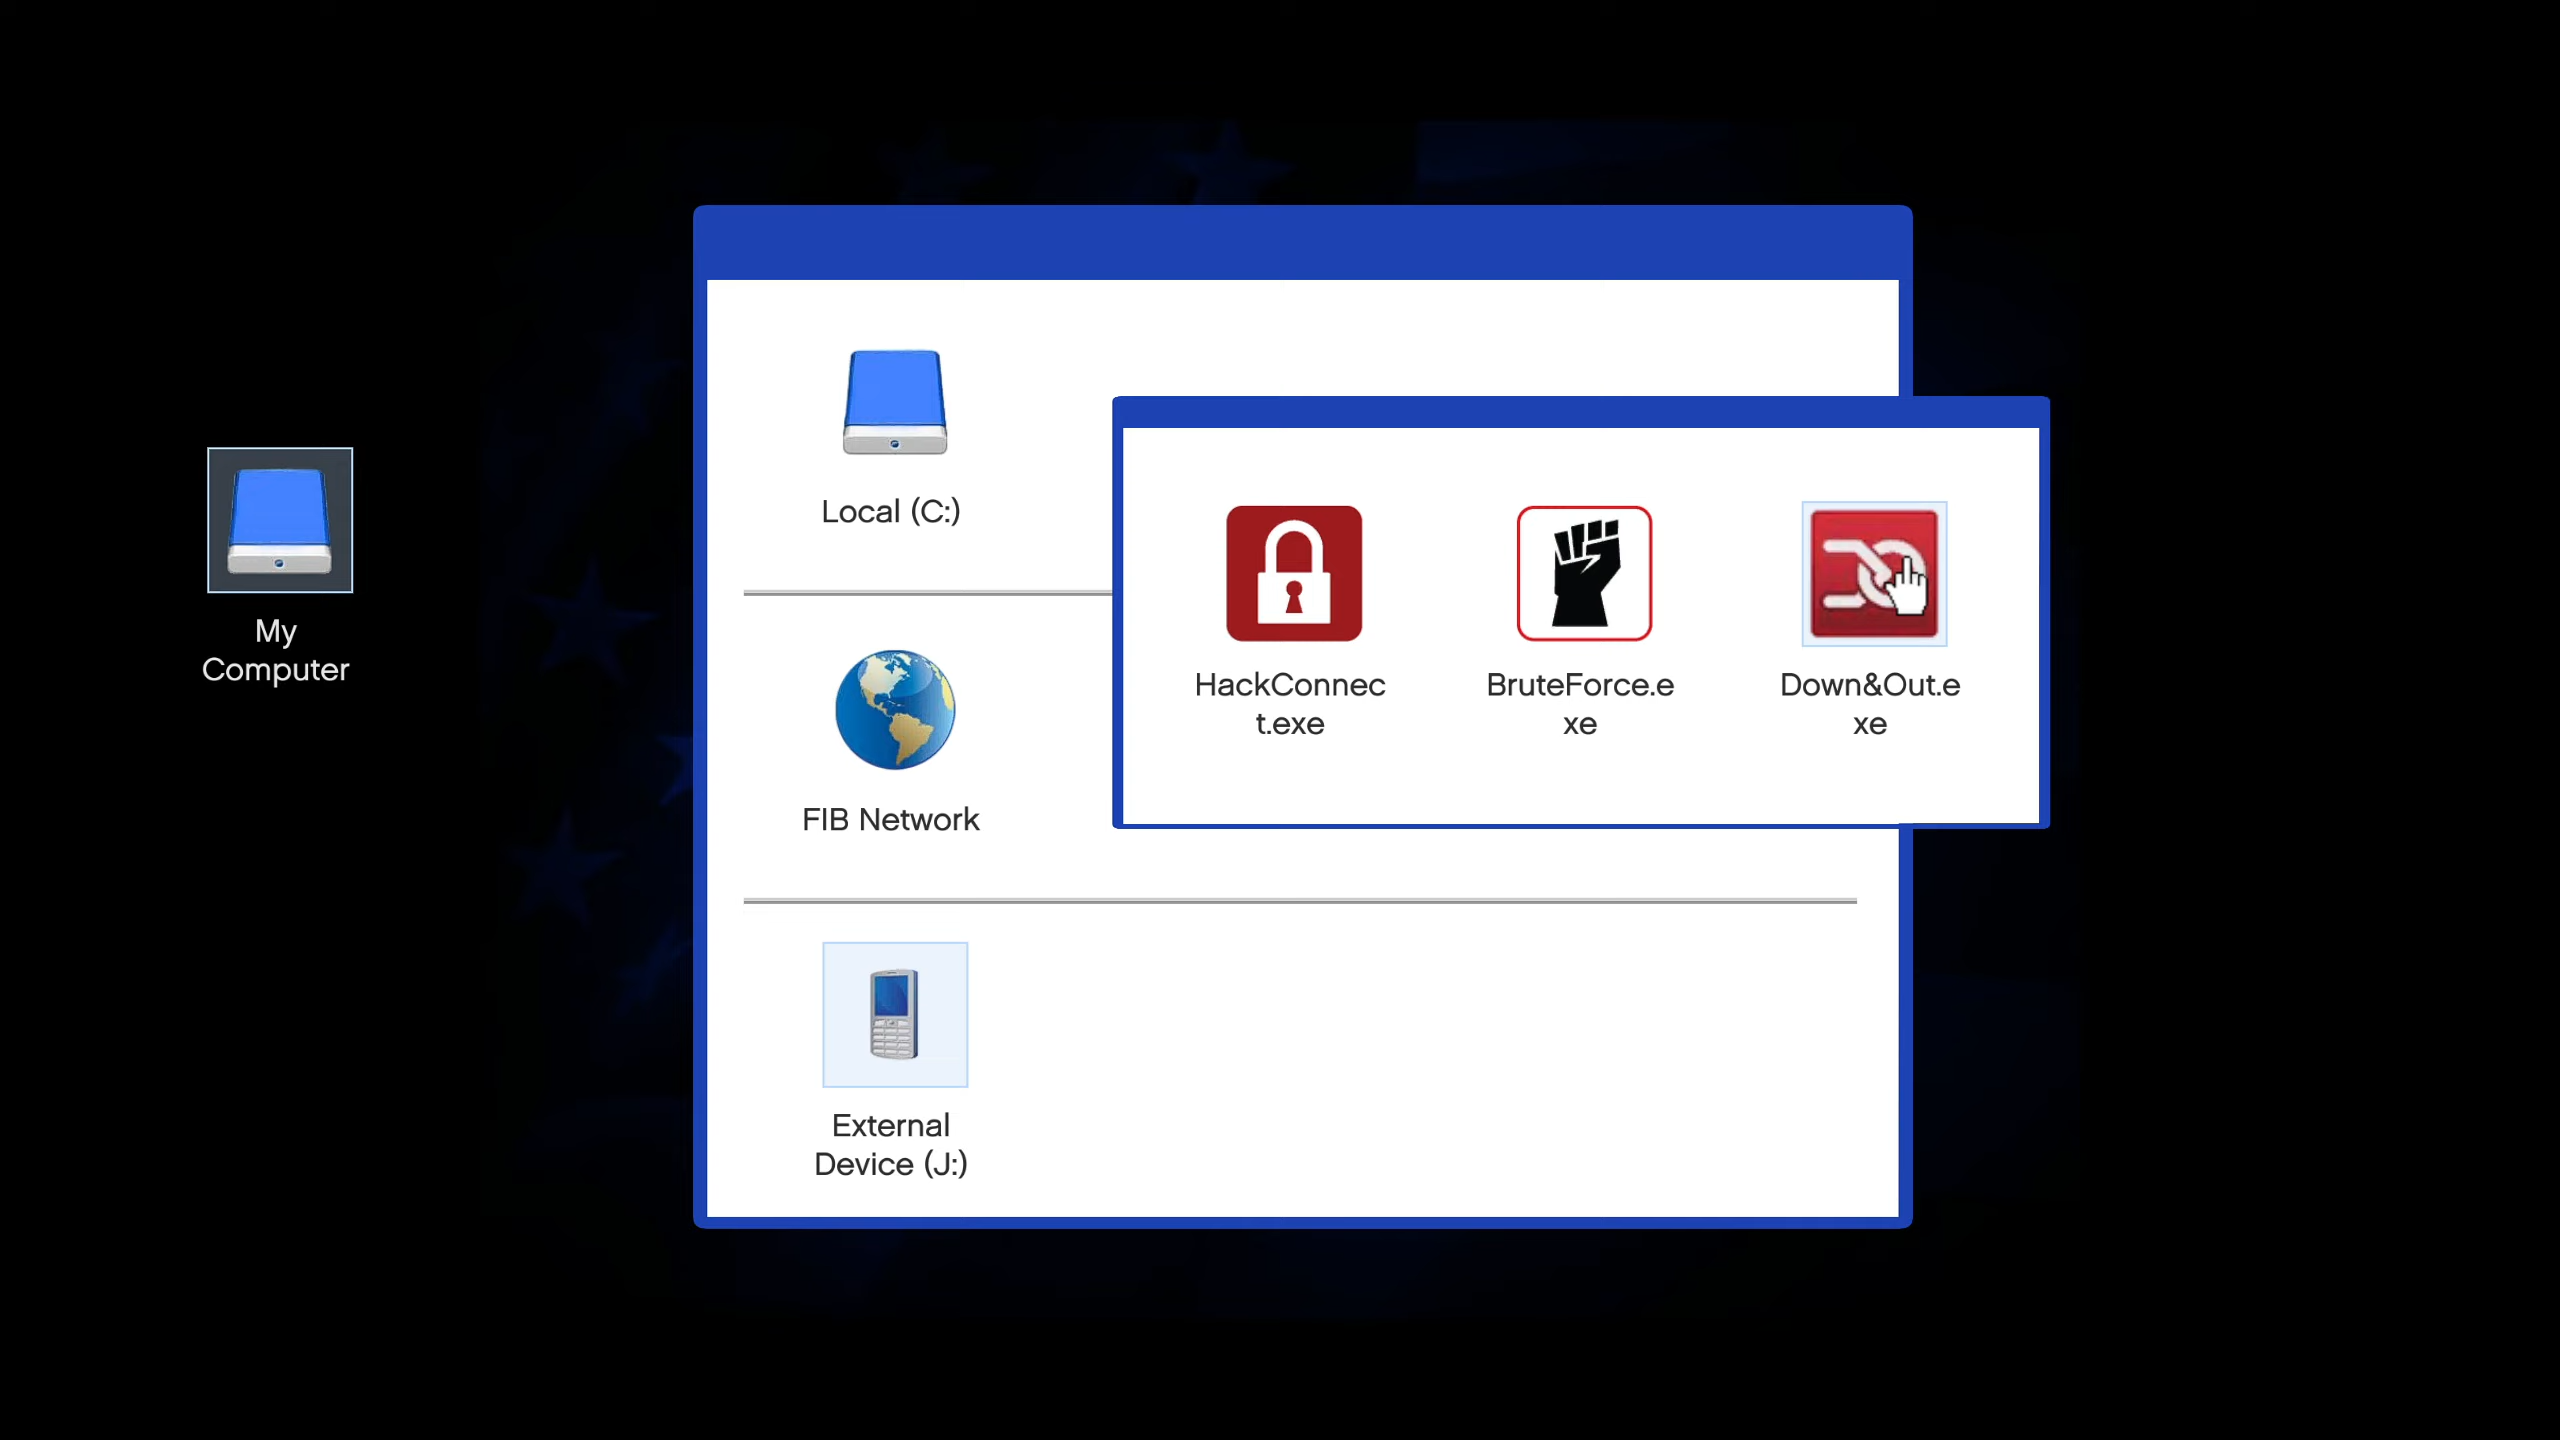 My
Computer
Local (C:)
FIB Network
External
Device (J:)
HackConnec
t.exe
BruteForce.e
xe
Down&Out.e
xe